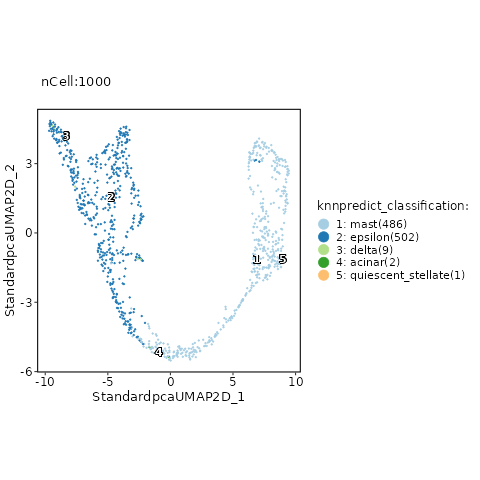 nCell:1000
StandardpcaUMAP2D_2
3
0
-3
-6
3
2
1
5
4
-10 -5 0 5 10
StandardpcaUMAP2D_1
knnpredict_classification:
1: mast(486)
2: epsilon(502)
3: delta(9)
4: acinar(2)
5: quiescent_stellate(1)